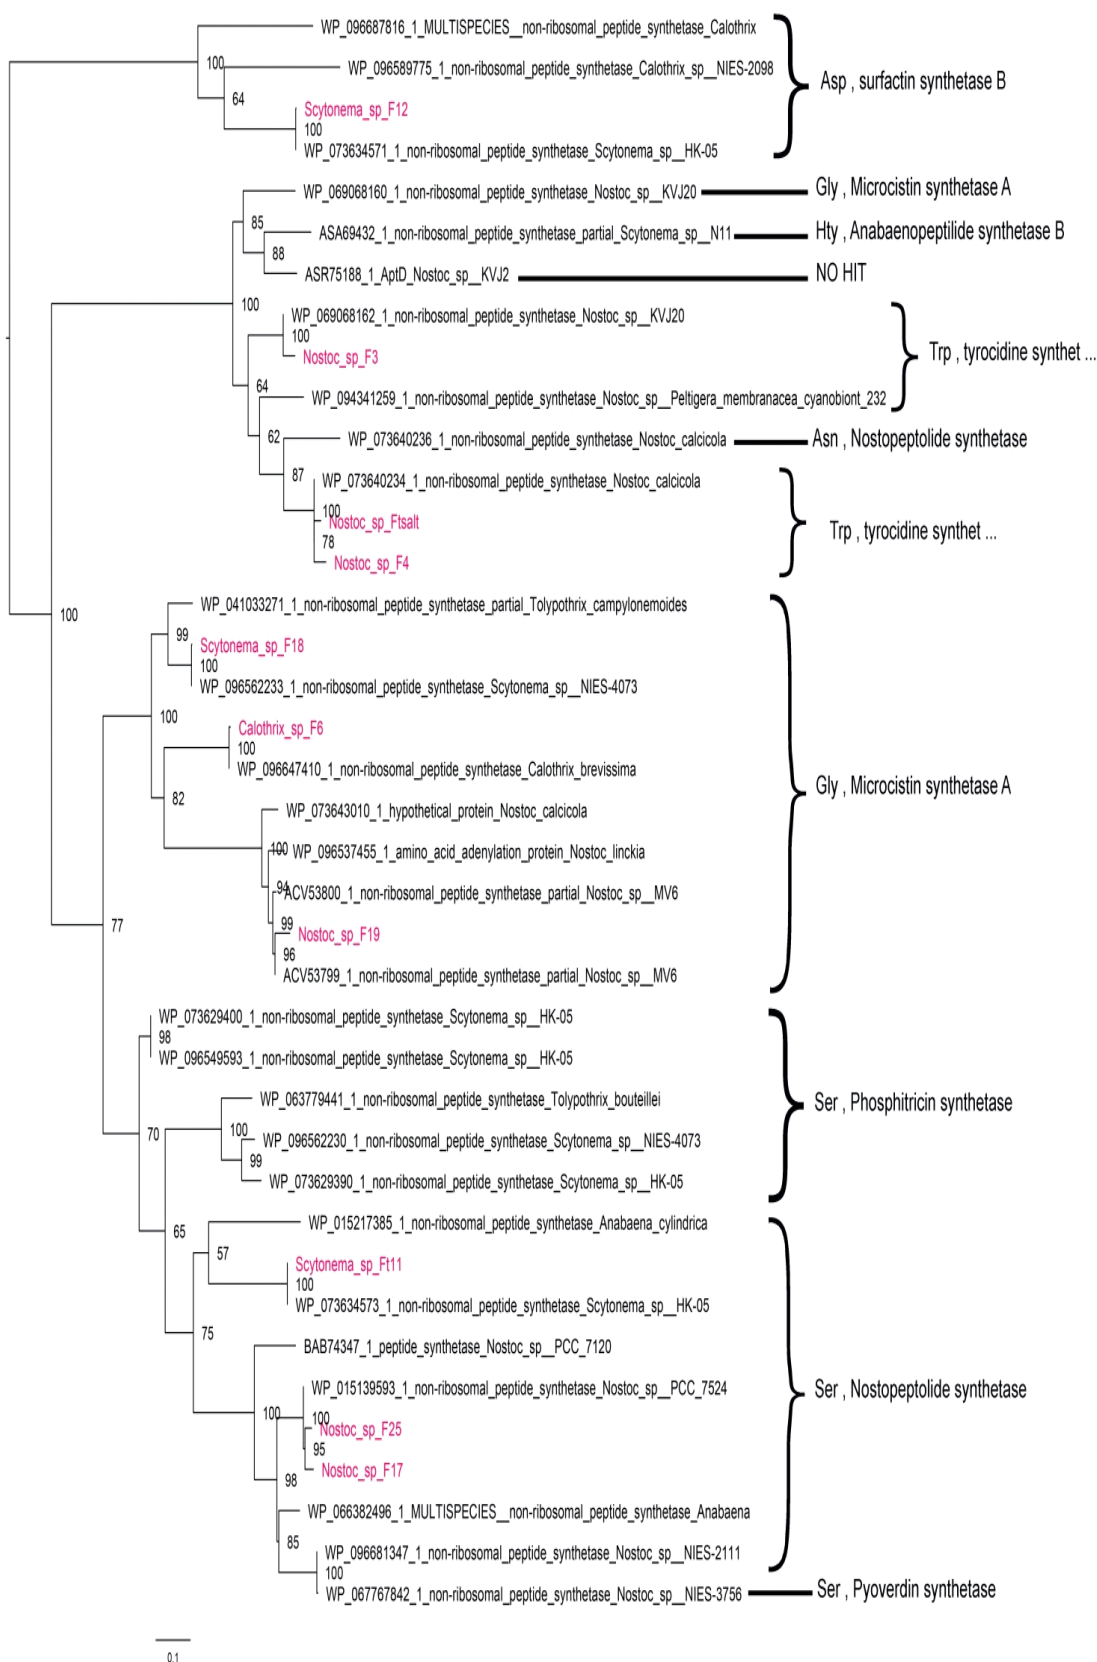 WP_096687816_1_MULTISPECIES__non-ribosomal_peptide_synthetase_Calothrix
WP_096589775_1_non-ribosomal_peptide_synthetase_Calothrix_sp__NIES-2098
100
Asp , surfactin synthetase B
64
Scytonema_sp_F12
100
WP_073634571_1_non-ribosomal_peptide_synthetase_Scytonema_sp__HK-05
WP_069068160_1_non-ribosomal_peptide_synthetase_Nostoc_sp__KVJ20
Gly , Microcistin synthetase A
85
ASA69432_1_non-ribosomal_peptide_synthetase_partial_Scytonema_sp__N11
Hty , Anabaenopeptilide synthetase B
88
ASR75188_1_AptD_Nostoc_sp__KVJ2
NO HIT
100
WP_069068162_1_non-ribosomal_peptide_synthetase_Nostoc_sp__KVJ20
100
Nostoc_sp_F3
Trp , tyrocidine synthet ...
64
WP_094341259_1_non-ribosomal_peptide_synthetase_Nostoc_sp__Peltigera_membranacea_cyanobiont_232
62
WP_073640236_1_non-ribosomal_peptide_synthetase_Nostoc_calcicola
Asn , Nostopeptolide synthetase
87
WP_073640234_1_non-ribosomal_peptide_synthetase_Nostoc_calcicola
100
Nostoc_sp_Ftsalt
Trp , tyrocidine synthet ...
78
Nostoc_sp_F4
100
WP_041033271_1_non-ribosomal_peptide_synthetase_partial_Tolypothrix_campylonemoides
99
Scytonema_sp_F18
100
WP_096562233_1_non-ribosomal_peptide_synthetase_Scytonema_sp__NIES-4073
100
Calothrix_sp_F6
100
WP_096647410_1_non-ribosomal_peptide_synthetase_Calothrix_brevissima
Gly , Microcistin synthetase A
82
WP_073643010_1_hypothetical_protein_Nostoc_calcicola
100
WP_096537455_1_amino_acid_adenylation_protein_Nostoc_linckia
94
ACV53800_1_non-ribosomal_peptide_synthetase_partial_Nostoc_sp__MV6
77
99
Nostoc_sp_F19
96
ACV53799_1_non-ribosomal_peptide_synthetase_partial_Nostoc_sp__MV6
WP_073629400_1_non-ribosomal_peptide_synthetase_Scytonema_sp__HK-05
98
WP_096549593_1_non-ribosomal_peptide_synthetase_Scytonema_sp__HK-05
WP_063779441_1_non-ribosomal_peptide_synthetase_Tolypothrix_bouteillei
Ser , Phosphitricin synthetase
70
100
WP_096562230_1_non-ribosomal_peptide_synthetase_Scytonema_sp__NIES-4073
99
WP_073629390_1_non-ribosomal_peptide_synthetase_Scytonema_sp__HK-05
65
WP_015217385_1_non-ribosomal_peptide_synthetase_Anabaena_cylindrica
57
Scytonema_sp_Ft11
100
WP_073634573_1_non-ribosomal_peptide_synthetase_Scytonema_sp__HK-05
75
BAB74347_1_peptide_synthetase_Nostoc_sp__PCC_7120
WP_015139593_1_non-ribosomal_peptide_synthetase_Nostoc_sp__PCC_7524
Ser , Nostopeptolide synthetase
100
100
Nostoc_sp_F25
95
Nostoc_sp_F17
98
WP_066382496_1_MULTISPECIES__non-ribosomal_peptide_synthetase_Anabaena
85
WP_096681347_1_non-ribosomal_peptide_synthetase_Nostoc_sp__NIES-2111
100
WP_067767842_1_non-ribosomal_peptide_synthetase_Nostoc_sp__NIES-3756
Ser , Pyoverdin synthetase
0.1